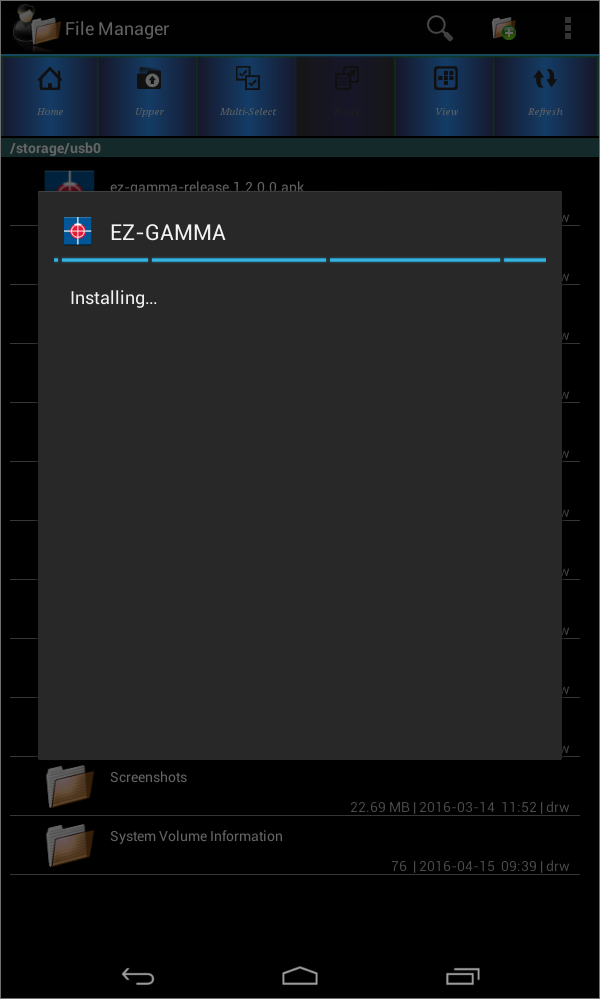 File Manager
Home Upper Multi-Select View Refresh
/storage/usb0
ez-gamma-release.1.2.0.0.apk
EZ-GAMMA
Installing...
Screenshots
22.69 MB | 2016-03-14 11:52 | drw
System Volume Information
76 | 2016-04-15 09:39 | drw